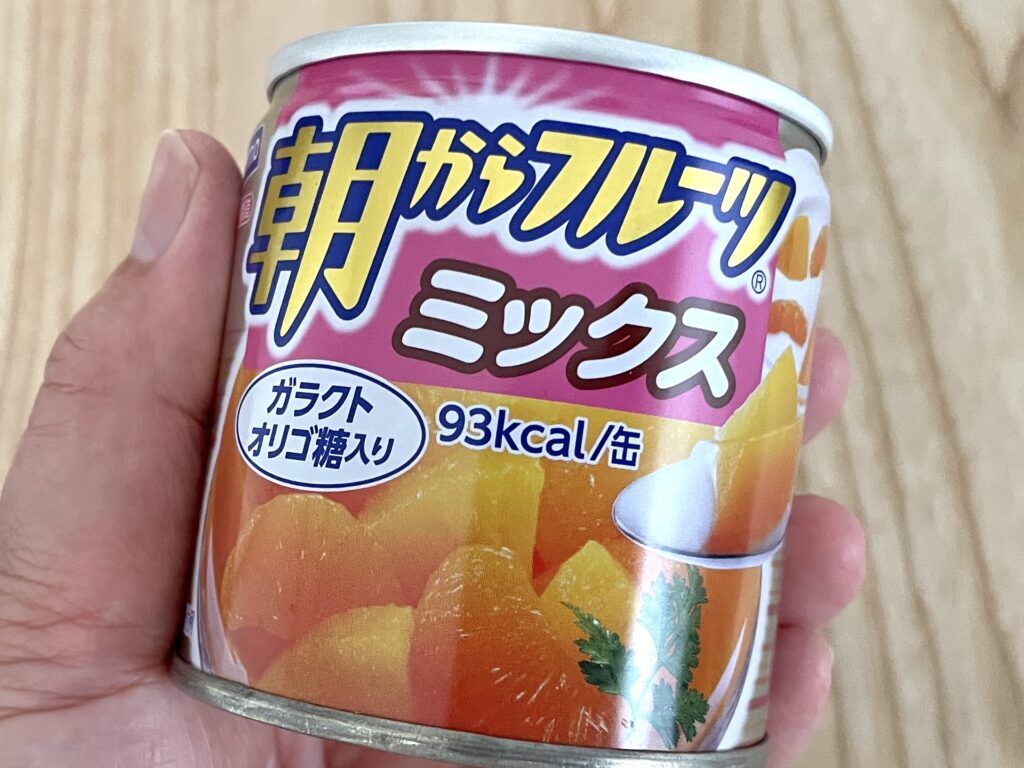 朝からフルーツ®
ミックス
ガラクト
オリゴ糖入り
93kcal/缶